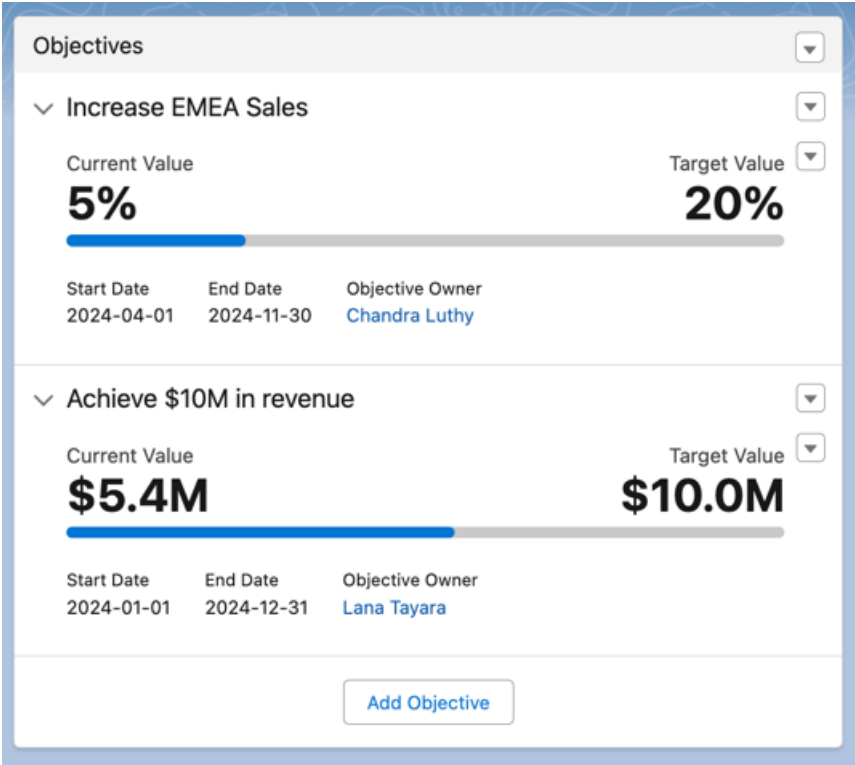 Objectives
Increase EMEA Sales
Current Value Target Value
5% 20%
Start Date End Date Objective Owner
2024-04-01 2024-11-30 Chandra Luthy
Achieve $10M in revenue
Current Value Target Value
$5.4M $10.0M
Start Date End Date Objective Owner
2024-01-01 2024-12-31 Lana Tayara
Add Objective